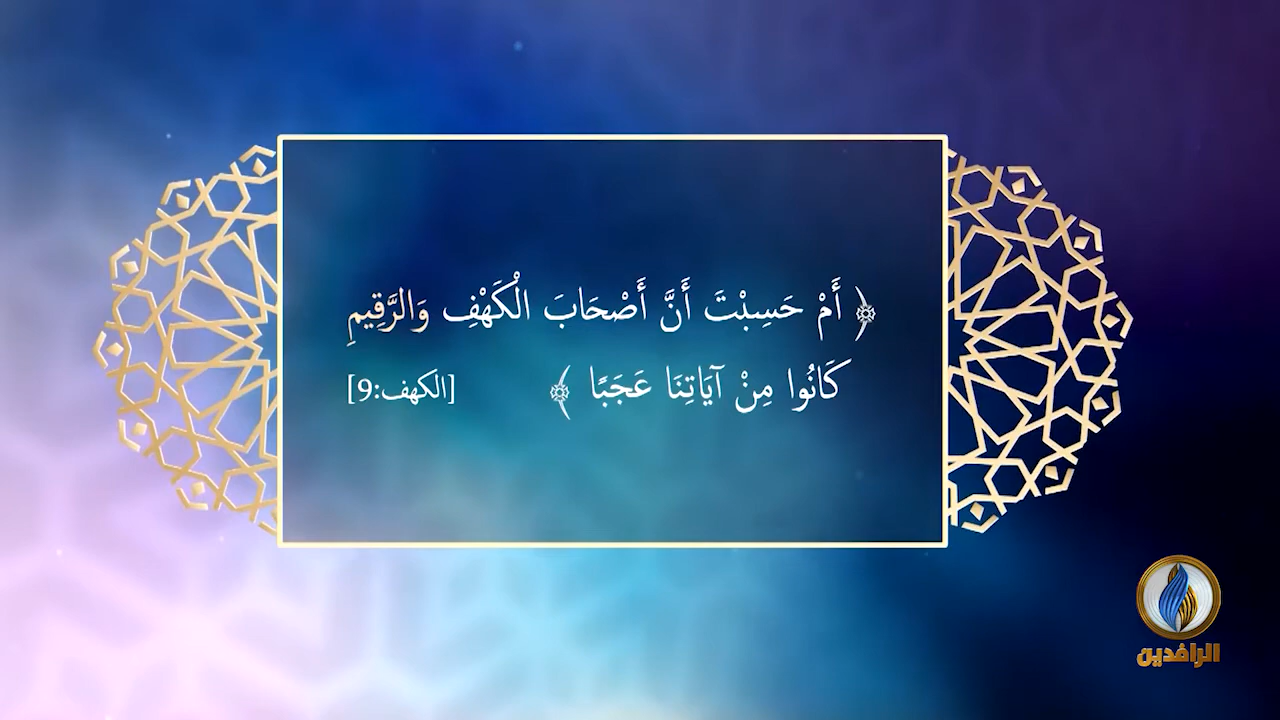 ﴿ أَمْ حَسِبْتَ أَنَّ أَصْحَابَ الْكَهْفِ وَالرَّقِيمِ
كَانُوا مِنْ آيَاتِنَا عَجَبًا ﴾ [الكهف:9]
الرافدين